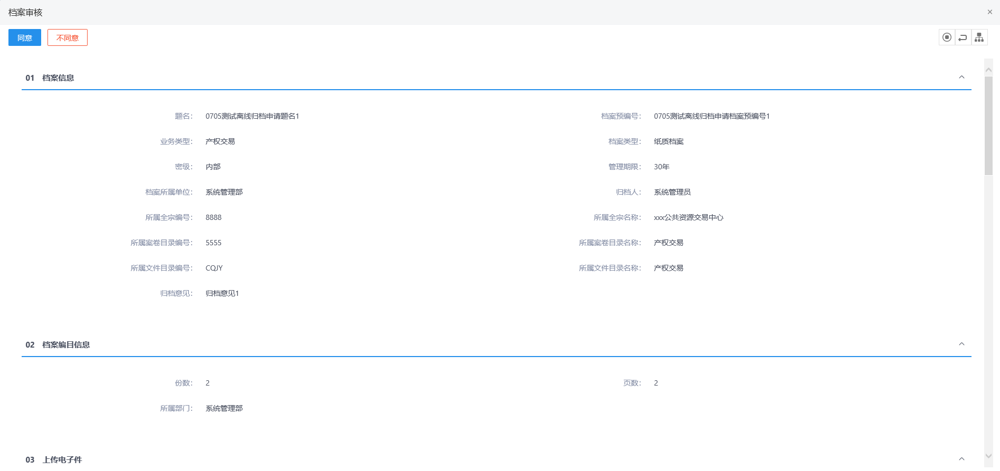 档案审核
同意 不同意
01 档案信息
题名： 0705测试离线归档申请题名1 档案预编号： 0705测试离线归档申请档案预编号1
业务类型： 产权交易 档案类型： 纸质档案
密级： 内部 管理期限： 30年
档案所属单位： 系统管理部 归档人： 系统管理员
所属全宗编号： 8888 所属全宗名称： xxx公共资源交易中心
所属案卷目录编号： 5555 所属案卷目录名称： 产权交易
所属文件目录编号： CQJY 所属文件目录名称： 产权交易
归档意见： 归档意见1
02 档案编目信息
份数： 2 页数： 2
所属部门： 系统管理部
03 上传电子件